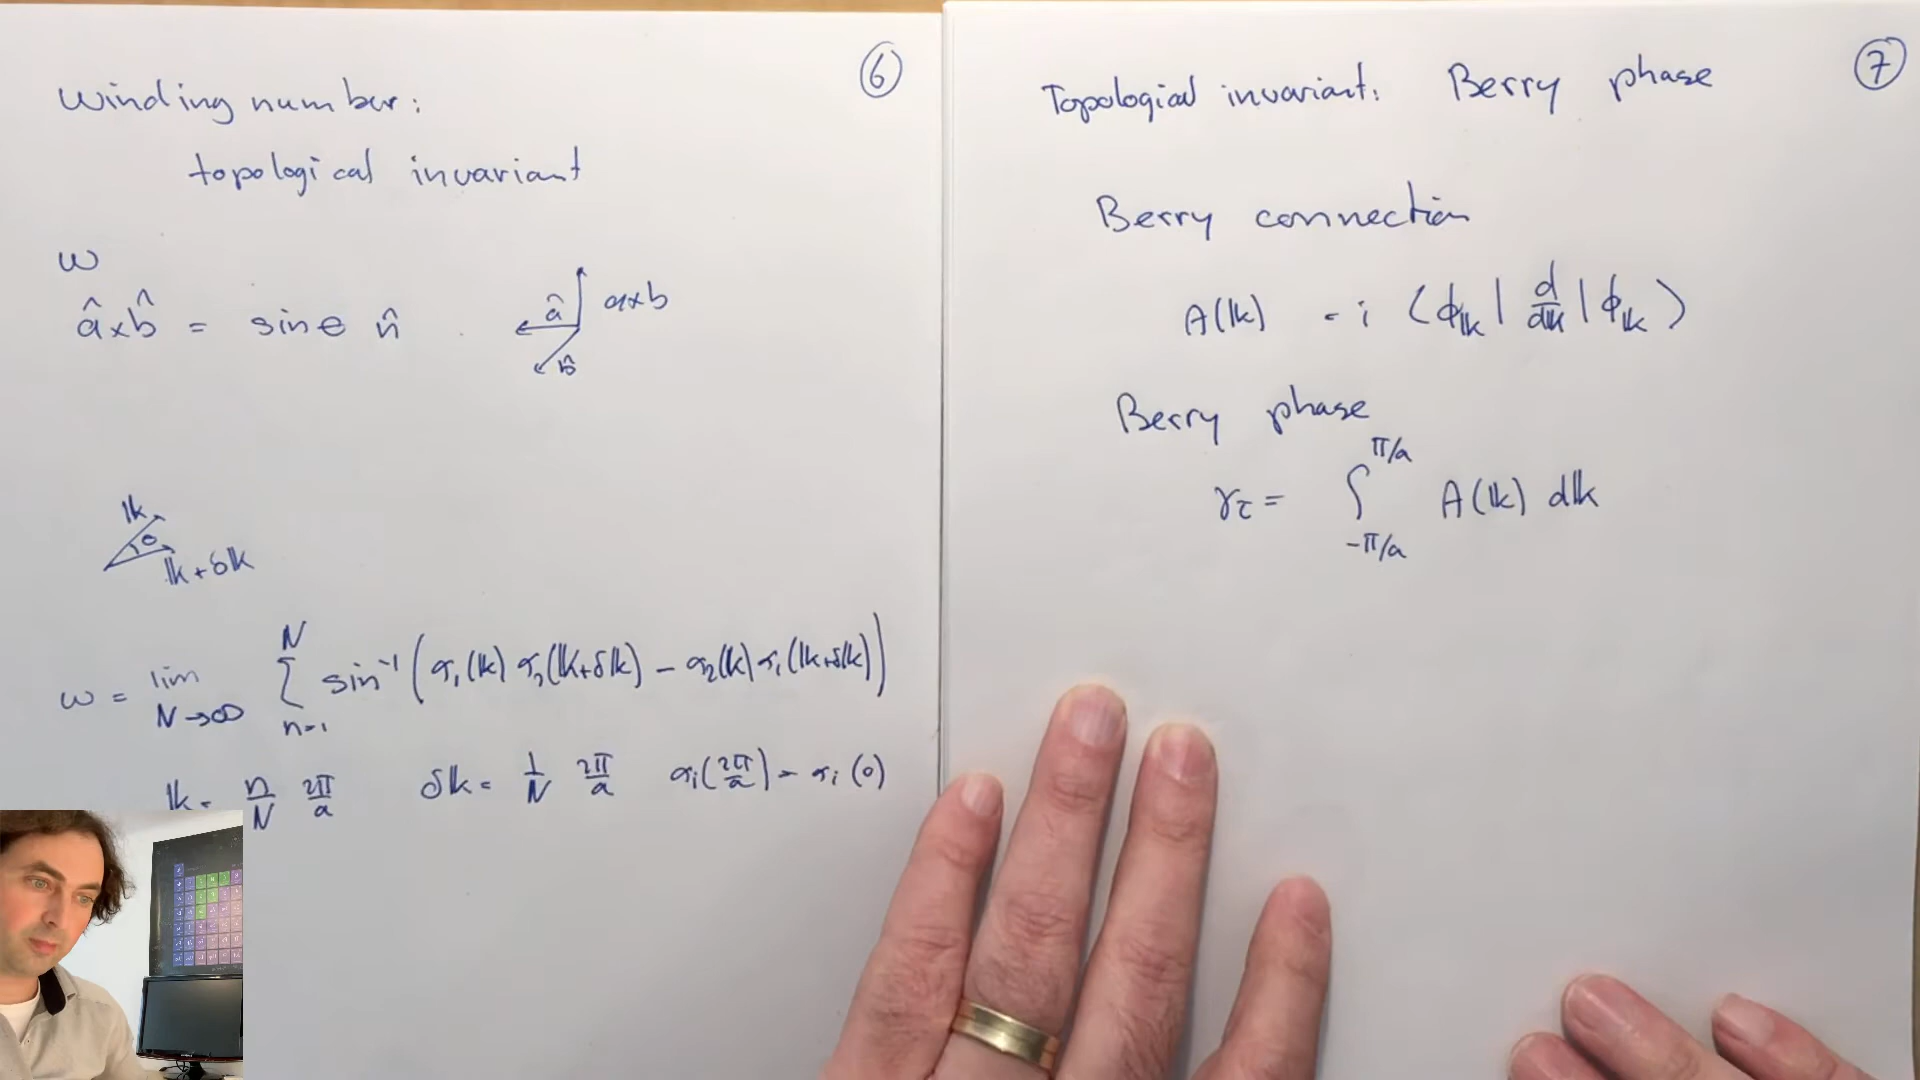 6
Winding number:
topological invariant
w
â × b̂ = sin θ n̂
â a×b
b̂
𝕜
θ
𝕜+δ𝕜
w = lim N→∞ Σ n=1 N sin⁻¹ (σ₁(𝕜) σ₂(𝕜+δ𝕜) − σ₂(𝕜) σ₁(𝕜+δ𝕜))
𝕜 = n/N 2π/a δ𝕜 = 1/N 2π/a σᵢ(2π/a) = σᵢ(0)
7
Topological invariant: Berry phase
Berry connection
A(𝕜) = i ⟨ϕ𝕜| d/d𝕜 |ϕ𝕜⟩
Berry phase
γτ = ∫ −π/a π/a A(𝕜) d𝕜